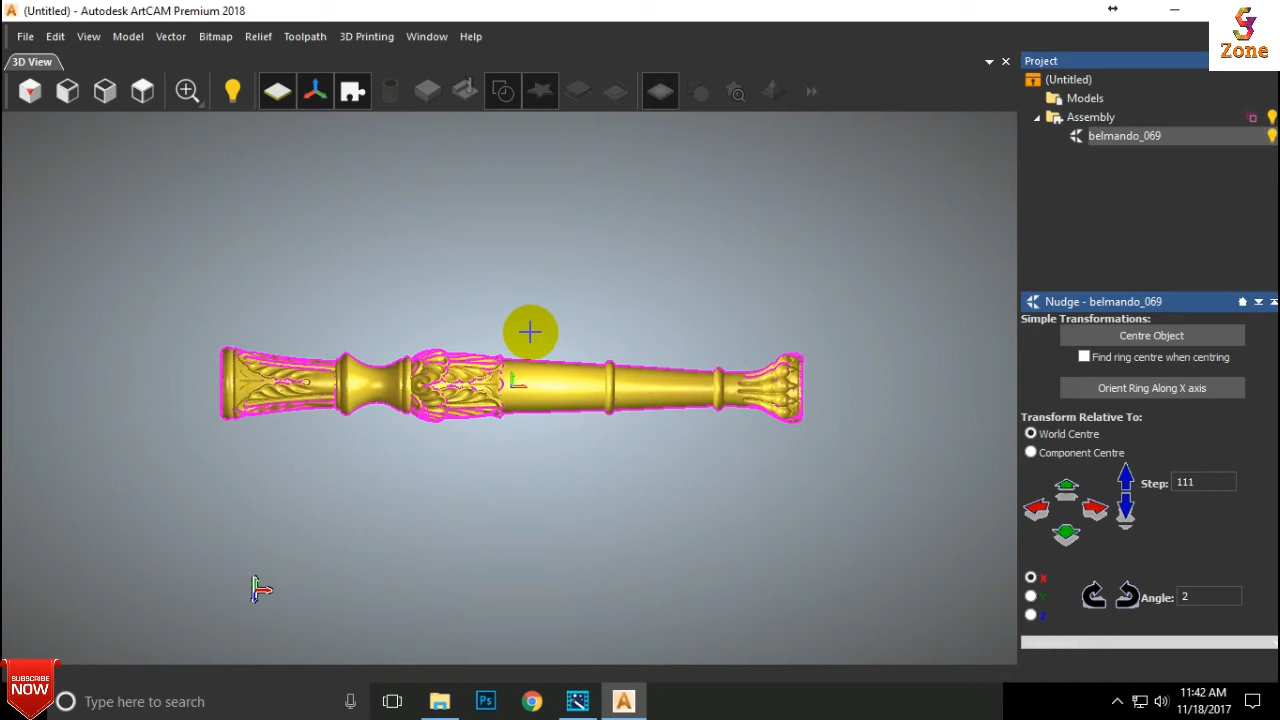 (Untitled) - Autodesk ArtCAM Premium 2018
Zone
File Edit View Model Vector Bitmap Relief Toolpath 3D Printing Window Help
3D View
Project
(Untitled)
Models
Assembly
belmando_069
Nudge - belmando_069
Simple Transformations:
Centre Object
Find ring centre when centring
Orient Ring Along X axis
Transform Relative To:
World Centre
Component Centre
Step: 111
X
Y
Angle: 2
Z
SUBSCRIBE
NOW
Type here to search
Ps
11:42 AM
11/18/2017